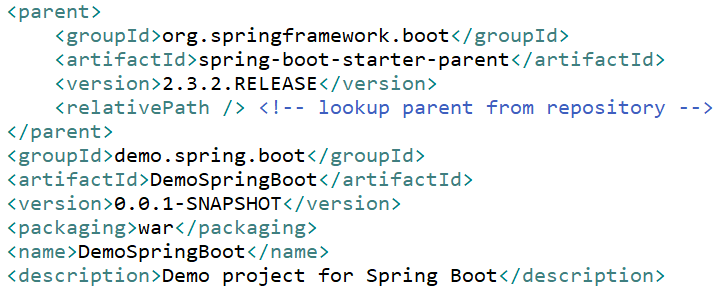 <parent>
    <groupId>org.springframework.boot</groupId>
    <artifactId>spring-boot-starter-parent</artifactId>
    <version>2.3.2.RELEASE</version>
    <relativePath /> <!-- lookup parent from repository -->
</parent>
<groupId>demo.spring.boot</groupId>
<artifactId>DemoSpringBoot</artifactId>
<version>0.0.1-SNAPSHOT</version>
<packaging>war</packaging>
<name>DemoSpringBoot</name>
<description>Demo project for Spring Boot</description>